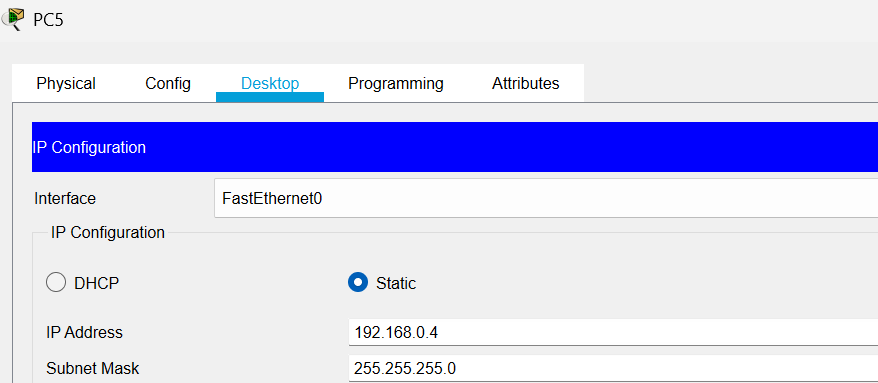 PC5
Physical Config Desktop Programming Attributes
IP Configuration
Interface FastEthernet0
IP Configuration
DHCP Static
IP Address 192.168.0.4
Subnet Mask 255.255.255.0